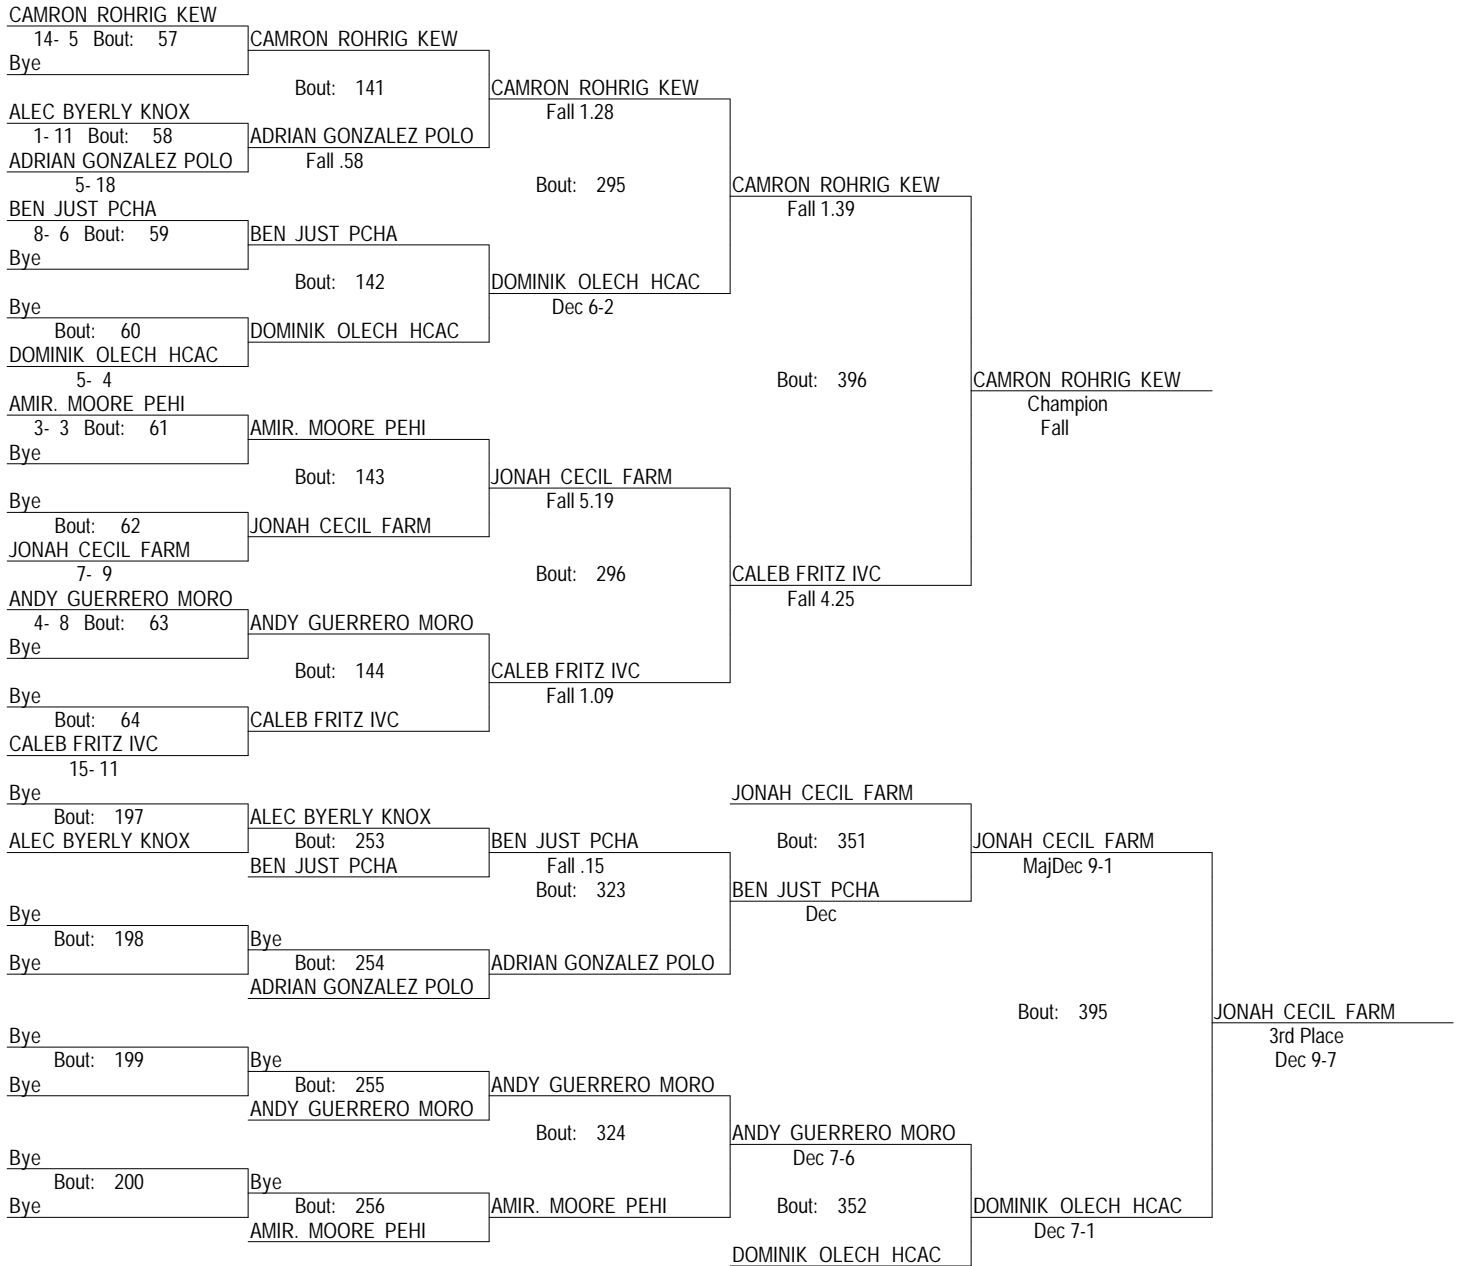 CAMRON ROHRIG KEW
14- 5 Bout: 57
CAMRON ROHRIG KEW
Bye
Bout: 141
CAMRON ROHRIG KEW
ALEC BYERLY KNOX
Fall 1.28
1- 11 Bout: 58
ADRIAN GONZALEZ POLO
ADRIAN GONZALEZ POLO
Fall .58
5- 18
Bout: 295
CAMRON ROHRIG KEW
BEN JUST PCHA
Fall 1.39
8- 6 Bout: 59
BEN JUST PCHA
Bye
Bout: 142
DOMINIK OLECH HCAC
Bye
Dec 6-2
Bout: 60
DOMINIK OLECH HCAC
DOMINIK OLECH HCAC
5- 4
Bout: 396
CAMRON ROHRIG KEW
AMIR. MOORE PEHI
Champion
3- 3 Bout: 61
AMIR. MOORE PEHI
Fall
Bye
Bout: 143
JONAH CECIL FARM
Bye
Fall 5.19
Bout: 62
JONAH CECIL FARM
JONAH CECIL FARM
7- 9
Bout: 296
CALEB FRITZ IVC
ANDY GUERRERO MORO
Fall 4.25
4- 8 Bout: 63
ANDY GUERRERO MORO
Bye
Bout: 144
CALEB FRITZ IVC
Bye
Fall 1.09
Bout: 64
CALEB FRITZ IVC
CALEB FRITZ IVC
15- 11
Bye
JONAH CECIL FARM
Bout: 197
ALEC BYERLY KNOX
ALEC BYERLY KNOX
Bout: 253
BEN JUST PCHA
Bout: 351
JONAH CECIL FARM
BEN JUST PCHA
Fall .15
MajDec 9-1
Bout: 323
BEN JUST PCHA
Bye
Dec
Bout: 198
Bye
Bye
Bout: 254
ADRIAN GONZALEZ POLO
ADRIAN GONZALEZ POLO
Bout: 395
JONAH CECIL FARM
Bye
3rd Place
Bout: 199
Bye
Dec 9-7
Bye
Bout: 255
ANDY GUERRERO MORO
ANDY GUERRERO MORO
Bout: 324
ANDY GUERRERO MORO
Bye
Dec 7-6
Bout: 200
Bye
Bye
Bout: 256
AMIR. MOORE PEHI
Bout: 352
DOMINIK OLECH HCAC
AMIR. MOORE PEHI
Dec 7-1
DOMINIK OLECH HCAC